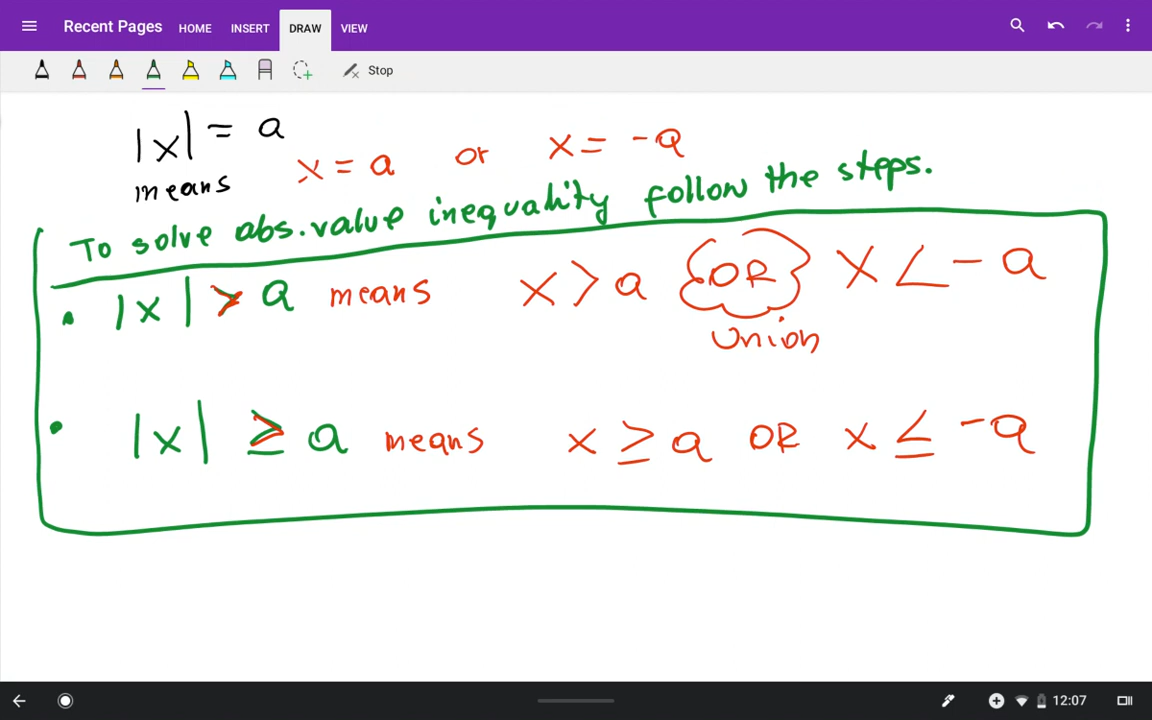 Recent Pages HOME INSERT DRAW VIEW
Stop
|x| = a
means x = a or x = -a
To solve abs.value inequality follow the steps.
• |x| > a means x > a {OR} x < -a
Union
• |x| ≥ a means x ≥ a OR x ≤ -a
12:07